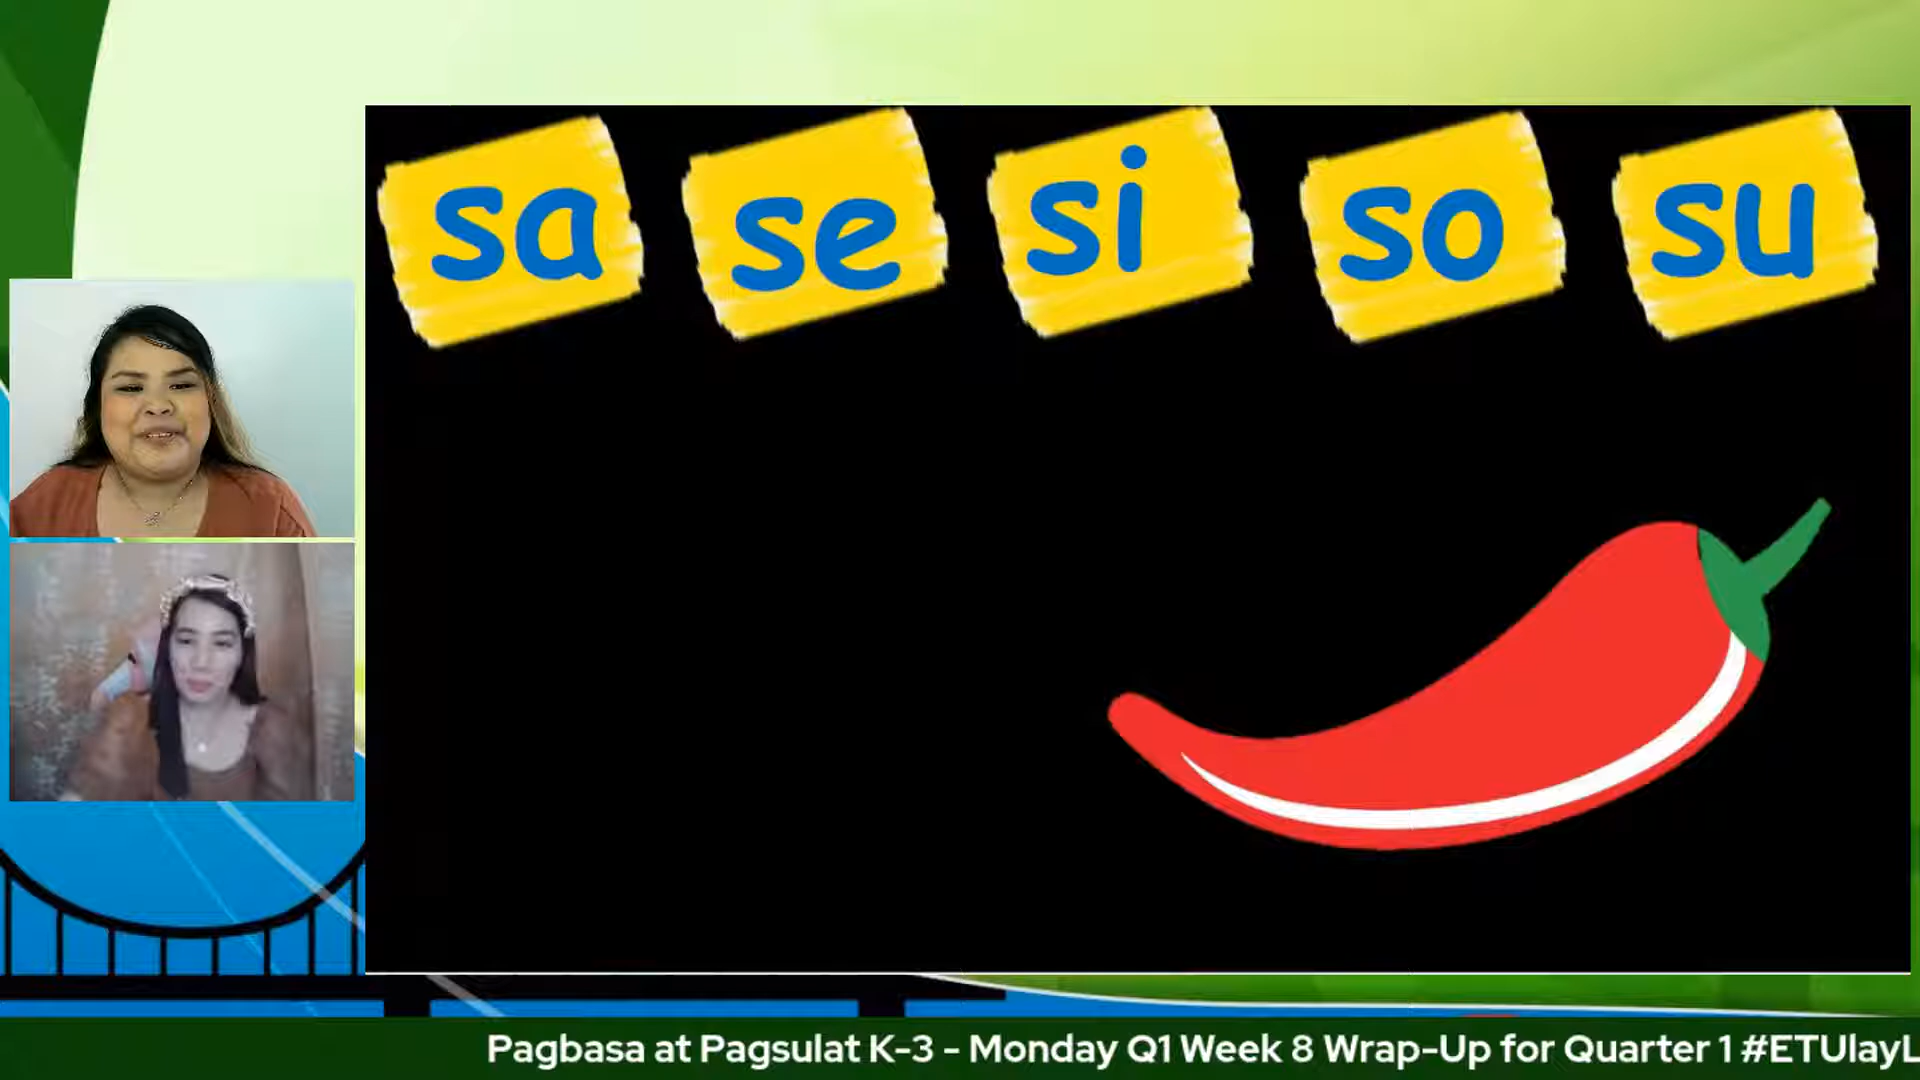 sa se si so su
Pagbasa at Pagsulat K-3 - Monday Q1 Week 8 Wrap-Up for Quarter 1 #ETUlayL